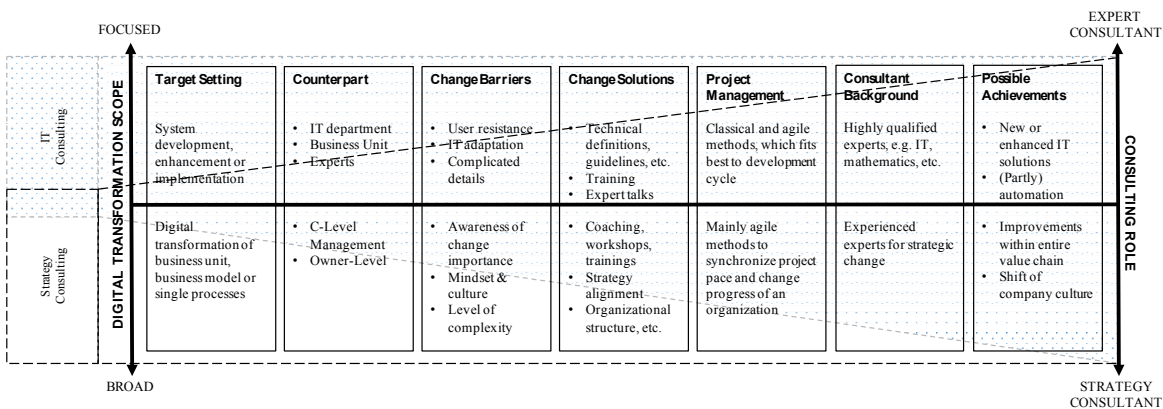 FOCUSED
EXPERT
CONSULTANT
IT
Consulting
Strategy
Consulting
DIGITAL TRANSFORMATION SCOPE
Target Setting
System
development,
enhancement or
implementation
Digital
transformation of
business unit,
business model or
single processes
Counterpart
• IT department
• Business Unit
• Experts
• C-Level
Management
• Owner-Level
Change Barriers
• User resistance
• IT adaptation
• Complicated
details
• Awareness of
change
importance
• Mindset &
culture
• Level of
complexity
Change Solutions
• Technical
definitions,
guidelines, etc.
• Training
• Expert talks
• Coaching,
workshops,
trainings
• Strategy
alignment
• Organizational
structure, etc.
Project
Management
Classical and agile
methods, which fits
best to development
cycle
Mainly agile
methods to
synchronize project
pace and change
progress of an
organization
Consultant
Background
Highly qualified
experts, e.g. IT,
mathematics, etc.
Experienced
experts for strategic
change
Possible
Achievements
• New or
enhanced IT
solutions
• (Partly)
automation
• Improvements
within entire
value chain
• Shift of
company culture
CONSULTING ROLE
BROAD
STRATEGY
CONSULTANT